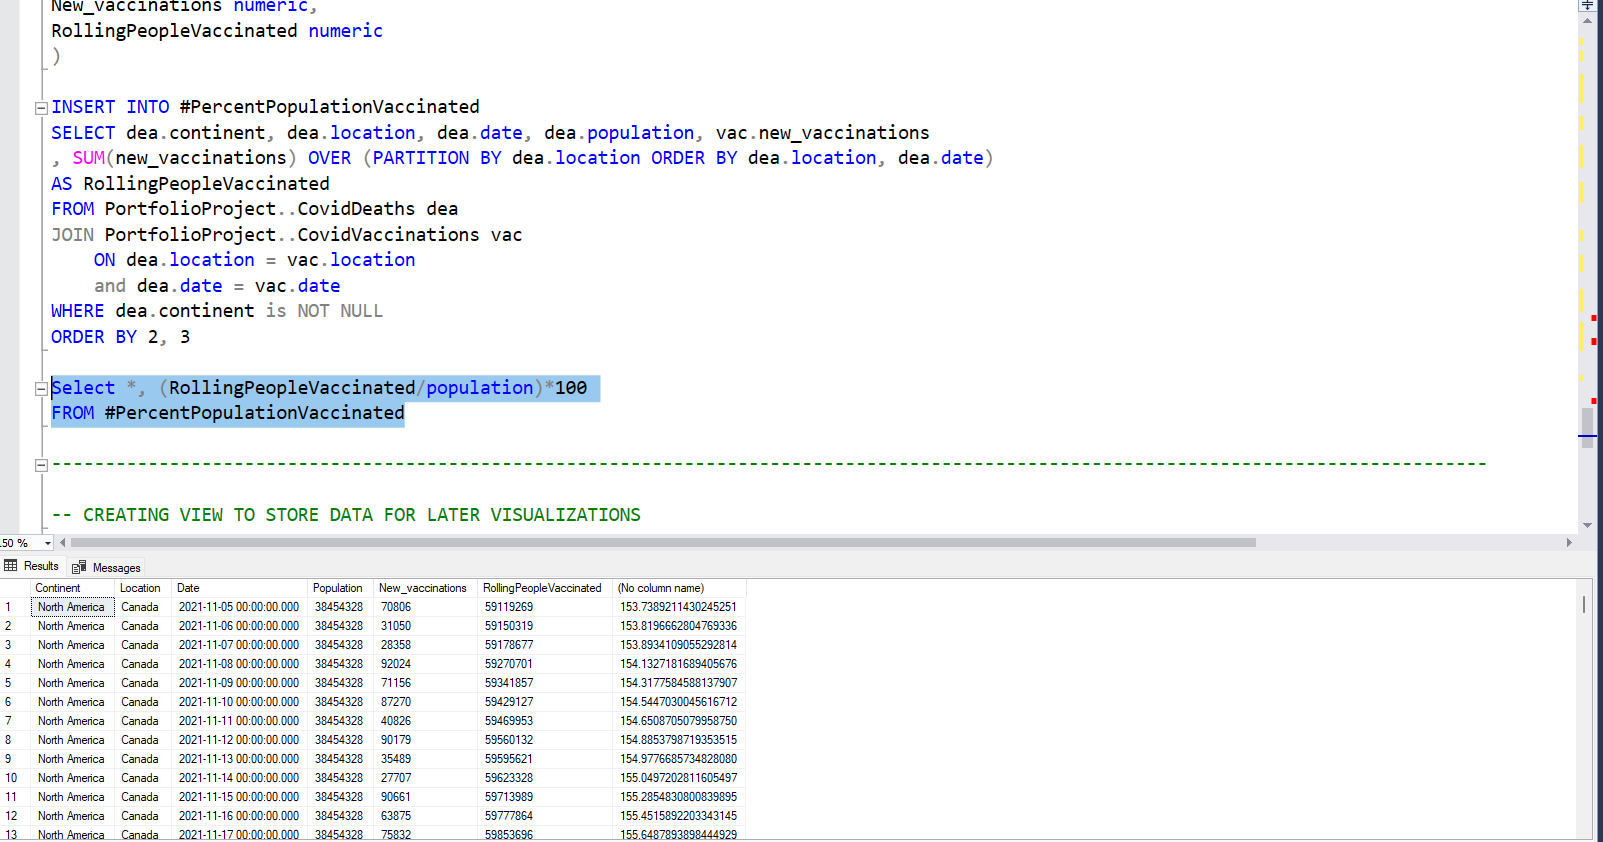 New_vaccinations numeric,
RollingPeopleVaccinated numeric
)
INSERT INTO #PercentPopulationVaccinated
SELECT dea.continent, dea.location, dea.date, dea.population, vac.new_vaccinations
, SUM(new_vaccinations) OVER (PARTITION BY dea.location ORDER BY dea.location, dea.date)
AS RollingPeopleVaccinated
FROM PortfolioProject..CovidDeaths dea
JOIN PortfolioProject..CovidVaccinations vac
ON dea.location = vac.location
and dea.date = vac.date
WHERE dea.continent is NOT NULL
ORDER BY 2, 3
Select *, (RollingPeopleVaccinated/population)*100
FROM #PercentPopulationVaccinated
---------------------------------------------------------------------------------------------------------------------------------------
-- CREATING VIEW TO STORE DATA FOR LATER VISUALIZATIONS
50 %
Results Messages
Continent Location Date Population New_vaccinations RollingPeopleVaccinated (No column name)
1 North America Canada 2021-11-05 00:00:00.000 38454328 70806 59119269 153.7389211430245251
2 North America Canada 2021-11-06 00:00:00.000 38454328 31050 59150319 153.8196662804769336
3 North America Canada 2021-11-07 00:00:00.000 38454328 28358 59178677 153.8934109055292814
4 North America Canada 2021-11-08 00:00:00.000 38454328 92024 59270701 154.1327181689405676
5 North America Canada 2021-11-09 00:00:00.000 38454328 71156 59341857 154.3177584588137907
6 North America Canada 2021-11-10 00:00:00.000 38454328 87270 59429127 154.5447030045616712
7 North America Canada 2021-11-11 00:00:00.000 38454328 40826 59469953 154.6508705079958750
8 North America Canada 2021-11-12 00:00:00.000 38454328 90179 59560132 154.8853798719353515
9 North America Canada 2021-11-13 00:00:00.000 38454328 35489 59595621 154.9776685734828080
10 North America Canada 2021-11-14 00:00:00.000 38454328 27707 59623328 155.0497202811605497
11 North America Canada 2021-11-15 00:00:00.000 38454328 90661 59713989 155.2854830800839895
12 North America Canada 2021-11-16 00:00:00.000 38454328 63875 59777864 155.4515892203343145
13 North America Canada 2021-11-17 00:00:00.000 38454328 75832 59853696 155.6487893898444929